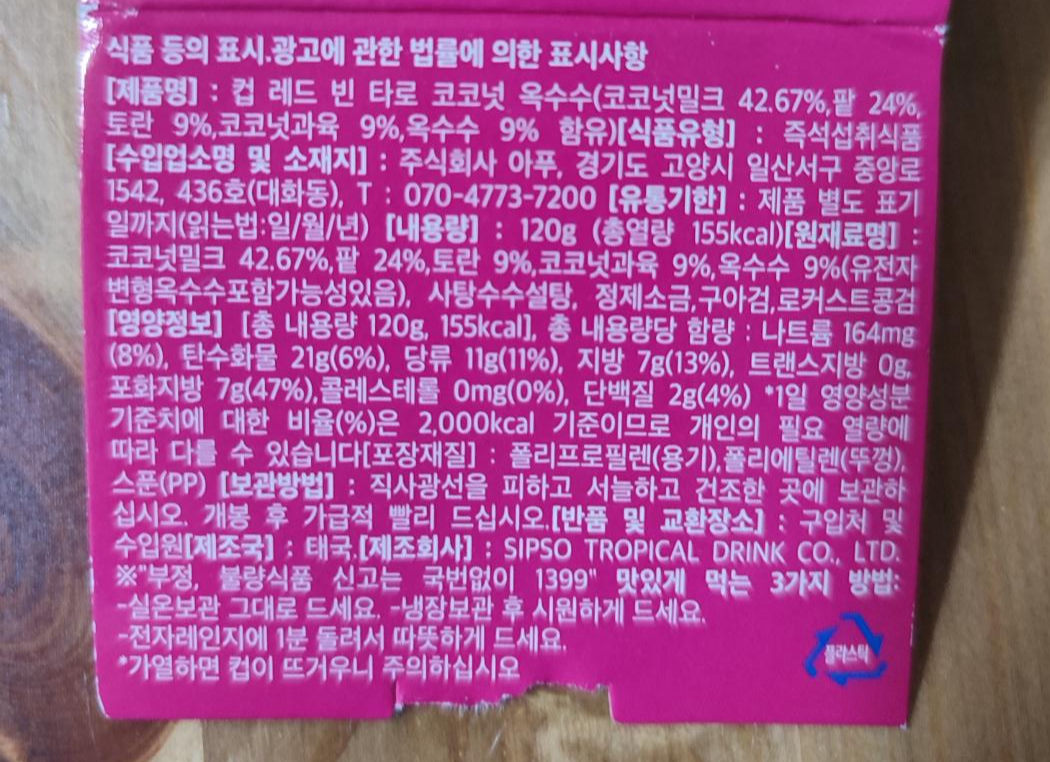 식품 등의 표시.광고에 관한 법률에 의한 표시사항
[제품명] : 컵 레드 빈 타로 코코넛 옥수수(코코넛밀크 42.67%,팥 24%,
토란 9%,코코넛과육 9%,옥수수 9% 함유)[식품유형] : 즉석섭취식품
[수입업소명 및 소재지] : 주식회사 아푸, 경기도 고양시 일산서구 중앙로
1542, 436호(대화동), T : 070-4773-7200 [유통기한] : 제품 별도 표기
일까지(읽는법:일/월/년) [내용량] : 120g (총열량 155kcal)[원재료명] :
코코넛밀크 42.67%,팥 24%,토란 9%,코코넛과육 9%,옥수수 9%(유전자
변형옥수수포함가능성있음), 사탕수수설탕, 정제소금,구아검,로커스트콩검
[영양정보] [총 내용량 120g, 155kcal], 총 내용량당 함량 : 나트륨 164mg
(8%), 탄수화물 21g(6%), 당류 11g(11%), 지방 7g(13%), 트랜스지방 0g,
포화지방 7g(47%),콜레스테롤 0mg(0%), 단백질 2g(4%) *1일 영양성분
기준치에 대한 비율(%)은 2,000kcal 기준이므로 개인의 필요 열량에
따라 다를 수 있습니다[포장재질] : 폴리프로필렌(용기),폴리에틸렌(뚜껑),
스푼(PP) [보관방법] : 직사광선을 피하고 서늘하고 건조한 곳에 보관하
십시오. 개봉 후 가급적 빨리 드십시오.[반품 및 교환장소] : 구입처 및
수입원[제조국] : 태국.[제조회사] : SIPSO TROPICAL DRINK CO., LTD.
※"부정, 불량식품 신고는 국번없이 1399" 맛있게 먹는 3가지 방법:
-실온보관 그대로 드세요. -냉장보관 후 시원하게 드세요.
-전자레인지에 1분 돌려서 따뜻하게 드세요.
*가열하면 컵이 뜨거우니 주의하십시오
플라스틱